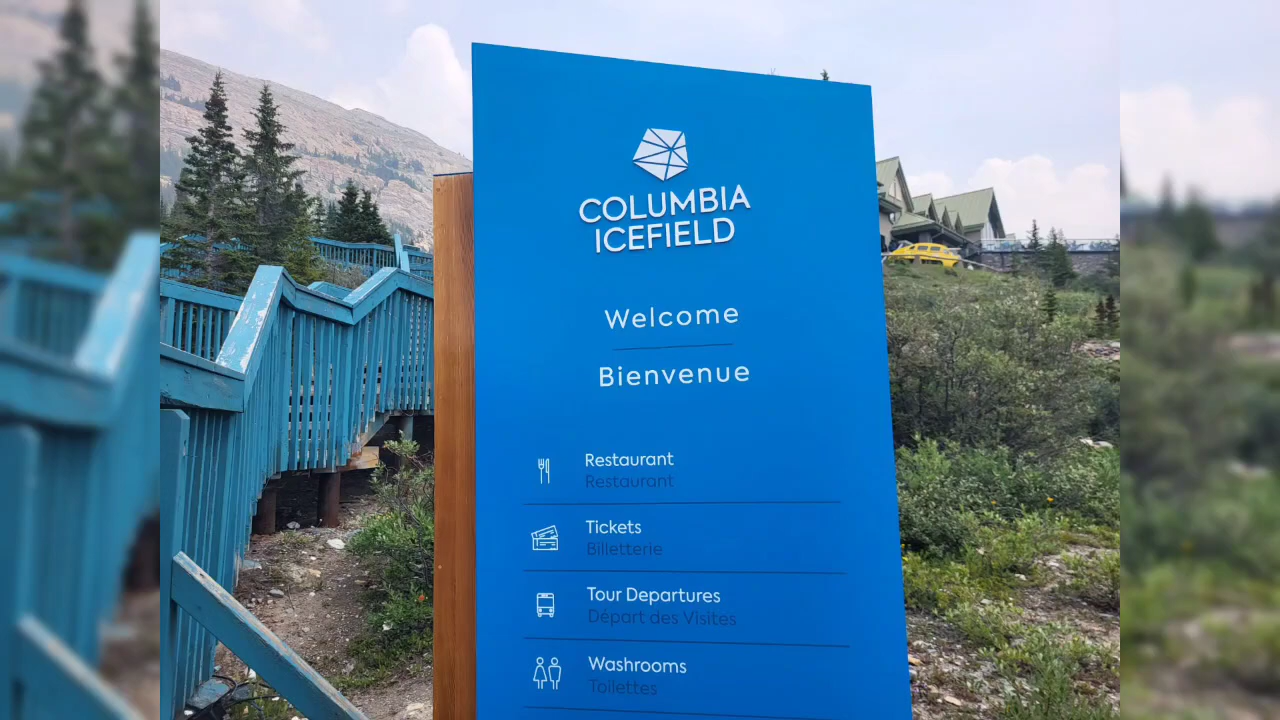 COLUMBIA
ICEFIELD
Welcome
Bienvenue
Restaurant
Restaurant
Tickets
Billetterie
Tour Departures
Départ des Visites
Washrooms
Toilettes